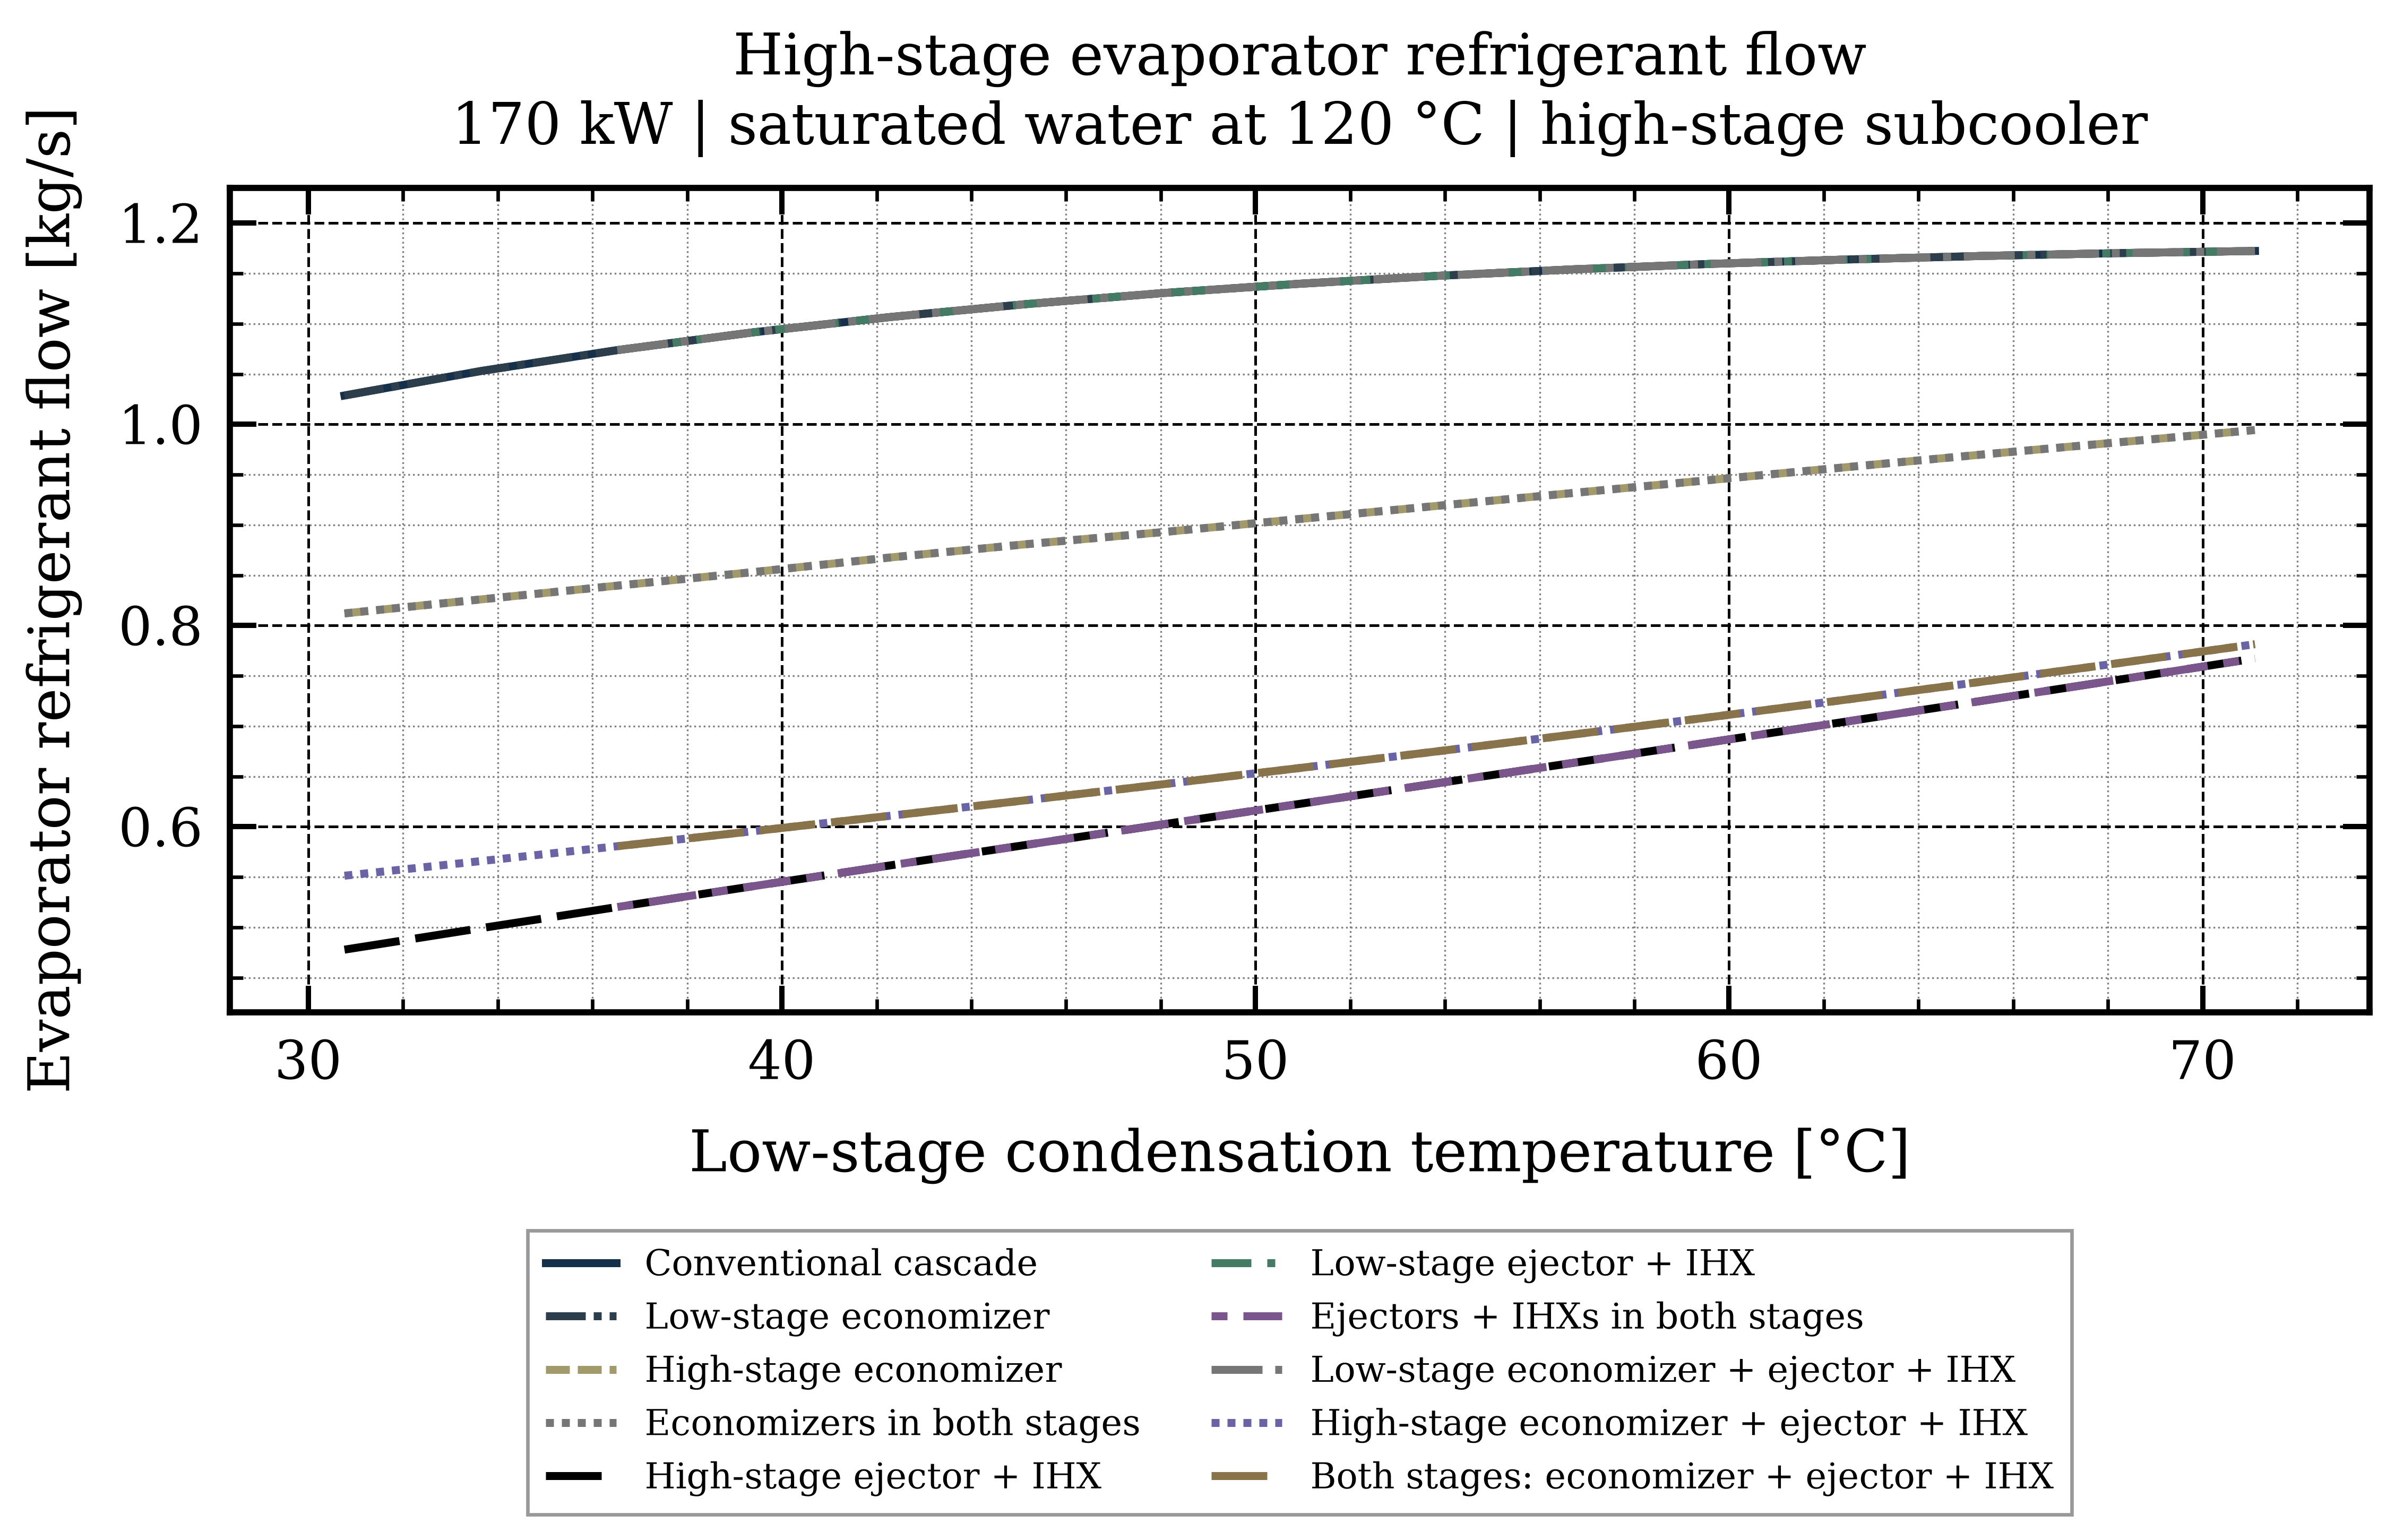 High-stage evaporator refrigerant flow
170 kW | saturated water at 120 °C | high-stage subcooler
Evaporator refrigerant flow [kg/s]
1.2
1.0
0.8
0.6
30 40 50 60 70
Low-stage condensation temperature [°C]
Conventional cascade
Low-stage economizer
High-stage economizer
Economizers in both stages
High-stage ejector + IHX
Low-stage ejector + IHX
Ejectors + IHXs in both stages
Low-stage economizer + ejector + IHX
High-stage economizer + ejector + IHX
Both stages: economizer + ejector + IHX